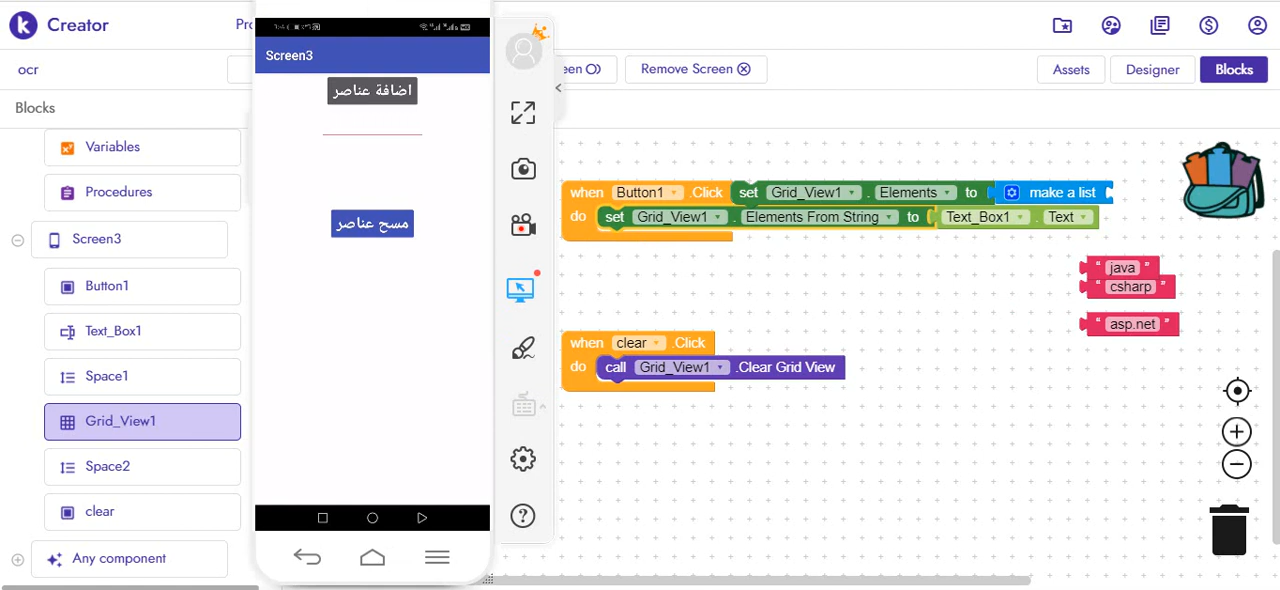 Creator
Pro
ocr
een
Remove Screen
Assets
Designer
Blocks
Blocks
Variables
Procedures
Screen3
Button1
Text_Box1
Space1
Grid_View1
Space2
clear
Any component
Screen3
اضافة عناصر
مسح عناصر
when Button1 .Click
set Grid_View1 . Elements to make a list
do set Grid_View1 . Elements From String to Text_Box1 . Text
“ java ”
“ csharp ”
“ asp.net ”
when clear .Click
do call Grid_View1 .Clear Grid View